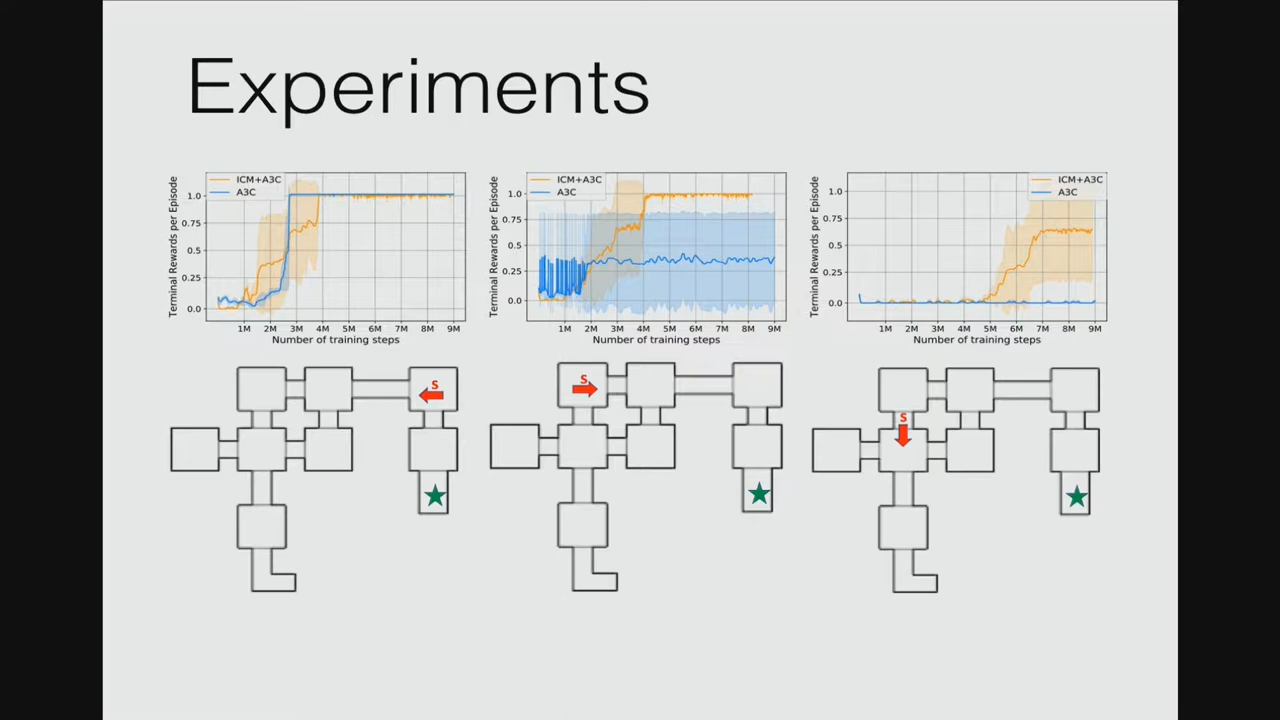 Experiments
ICM+A3C
A3C
Terminal Rewards per Episode
1.0
0.75
0.5
0.25
0.0
1M 2M 3M 4M 5M 6M 7M 8M 9M
Number of training steps
ICM+A3C
A3C
Terminal Rewards per Episode
1.0
0.75
0.5
0.25
0.0
1M 2M 3M 4M 5M 6M 7M 8M 9M
Number of training steps
ICM+A3C
A3C
Terminal Rewards per Episode
1.0
0.75
0.5
0.25
0.0
1M 2M 3M 4M 5M 6M 7M 8M 9M
Number of training steps
S
S
S